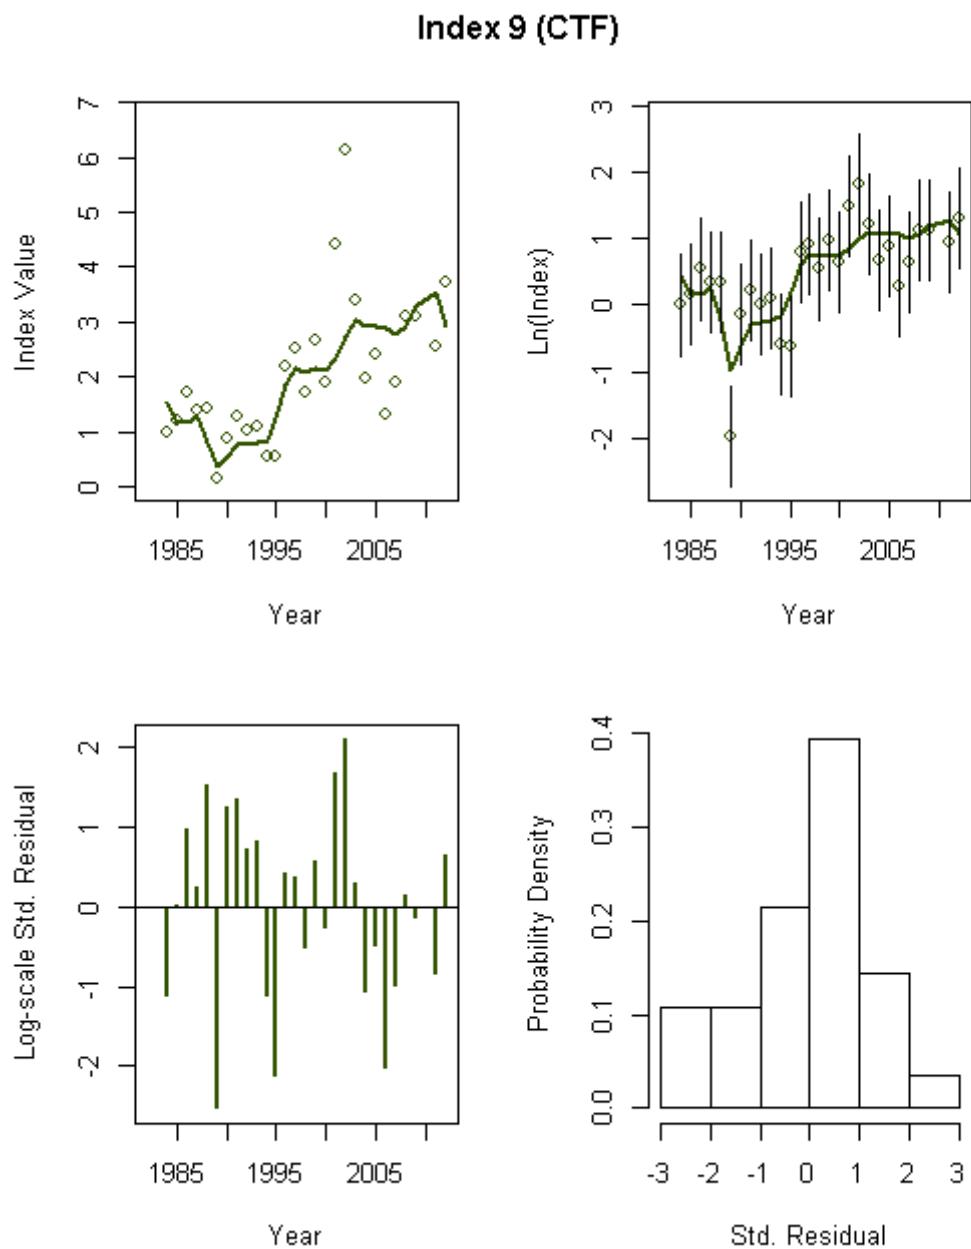 Index 9 (CTF)
Index Value
7
6
5
4
3
2
1
0
1985 1995 2005
Year
Ln(Index)
3
2
1
0
-1
-2
1985 1995 2005
Year
Log-scale Std. Residual
2
1
0
-1
-2
1985 1995 2005
Year
Probability Density
0.4
0.3
0.2
0.1
0.0
-3 -2 -1 0 1 2 3
Std. Residual